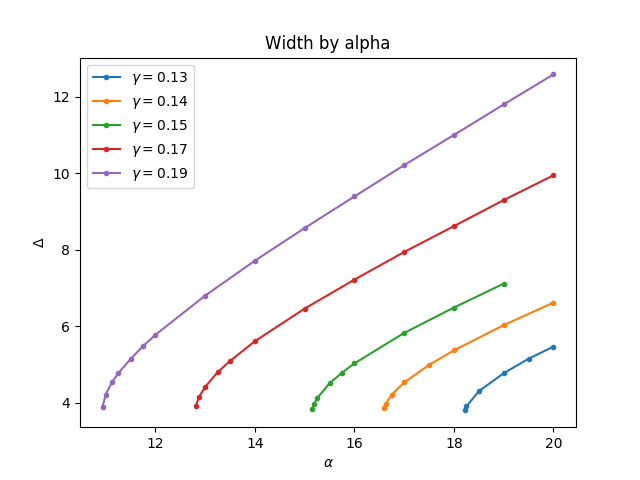 Width by alpha
γ = 0.13
γ = 0.14
γ = 0.15
γ = 0.17
γ = 0.19
12
10
8
6
4
Δ
12 14 16 18 20
α